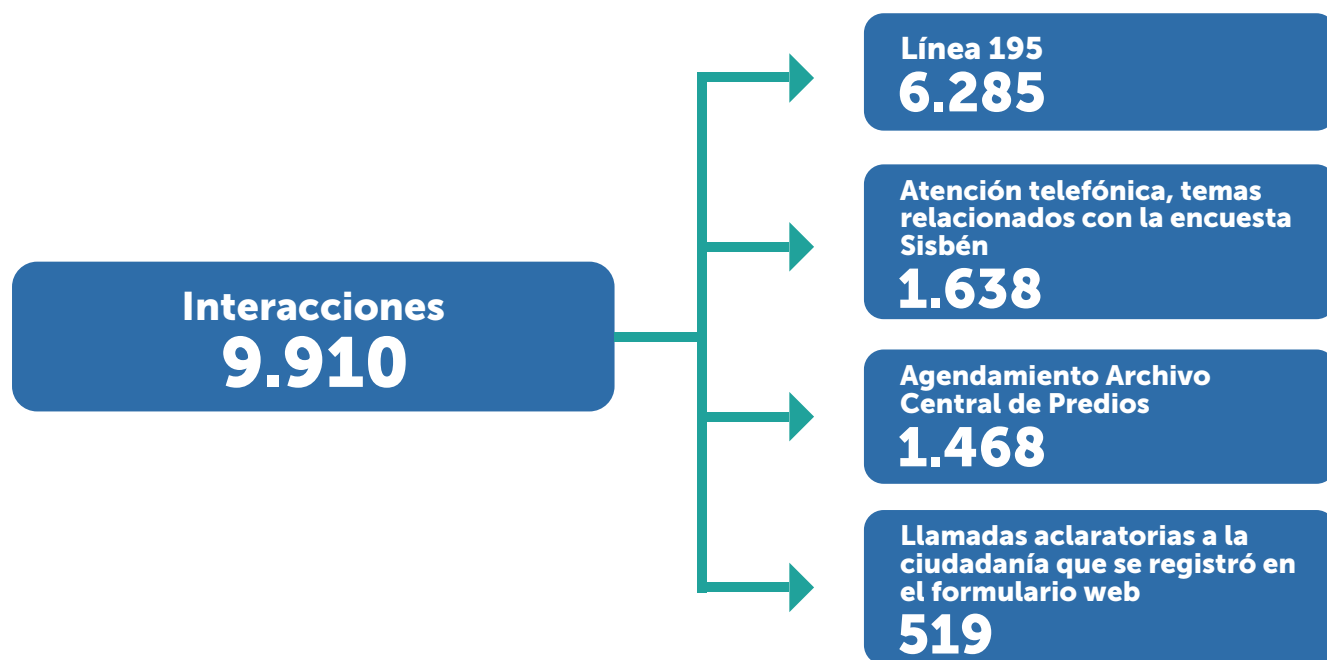 Interacciones
9.910
Línea 195
6.285
Atención telefónica, temas
relacionados con la encuesta
Sisbén
1.638
Agendamiento Archivo
Central de Predios
1.468
Llamadas aclaratorias a la
ciudadanía que se registró en
el formulario web
519